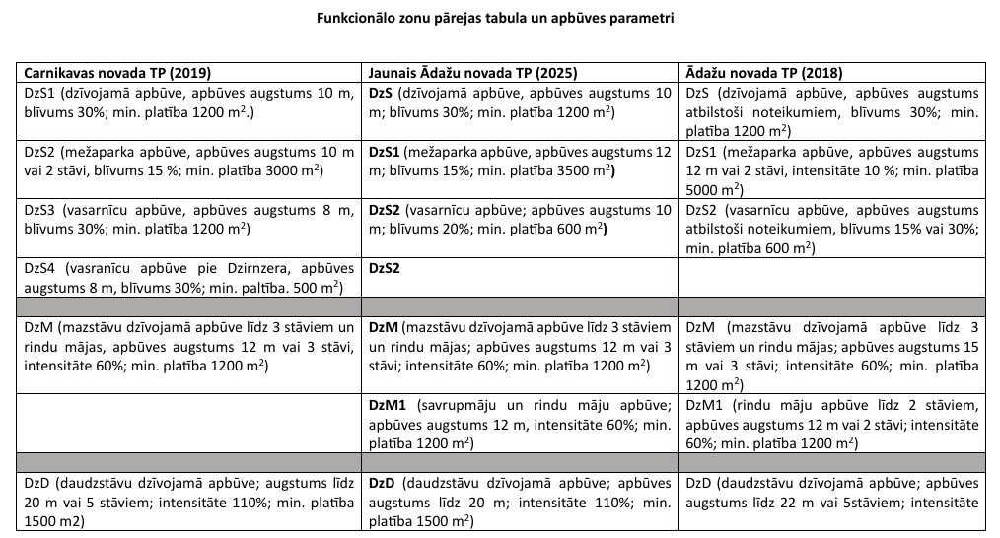 Funkcionālo zonu pārejas tabula un apbūves parametri
Carnikavas novada TP (2019)
Jaunais Ādažu novada TP (2025)
Ādažu novada TP (2018)
DzS1 (dzīvojamā apbūve, apbūves augstums 10 m,
blīvums 30%; min. platība 1200 m².)
DzS (dzīvojamā apbūve, apbūves augstums 10
m; blīvums 30%; min. platība 1200 m²)
DzS (dzīvojamā apbūve, apbūves augstums
atbilstoši noteikumiem, blīvums 30%; min.
platība 1200 m²)
DzS2 (mežaparka apbūve, apbūves augstums 10 m
vai 2 stāvi, blīvums 15 %; min. platība 3000 m²)
DzS1 (mežaparka apbūve, apbūves augstums 12
m; blīvums 15%; min. platība 3500 m²)
DzS1 (mežaparka apbūve, apbūves augstums
12 m vai 2 stāvi, intensitāte 10 %; min. platība
5000 m²)
DzS3 (vasarnīcu apbūve, apbūves augstums 8 m,
blīvums 30%; min. platība 1200 m²)
DzS2 (vasarnīcu apbūve; apbūves augstums 10
m; blīvums 20%; min. platība 600 m²)
DzS2 (vasarnīcu apbūve, apbūves augstums
atbilstoši noteikumiem, blīvums 15% vai 30%;
min. platība 600 m²)
DzS4 (vasranīcu apbūve pie Dzirnzera, apbūves
augstums 8 m, blīvums 30%; min. paltība. 500 m²)
DzS2
DzM (mazstāvu dzīvojamā apbūve līdz 3 stāviem un
rindu mājas, apbūves augstums 12 m vai 3 stāvi,
intensitāte 60%; min. platība 1200 m²)
DzM (mazstāvu dzīvojamā apbūve līdz 3 stāviem
un rindu mājas; apbūves augstums 12 m vai 3
stāvi; intensitāte 60%; min. platība 1200 m²)
DzM (mazstāvu dzīvojamā apbūve līdz 3
stāviem un rindu mājas; apbūves augstums 15
m vai 3 stāvi; intensitāte 60%; min. platība
1200 m²)
DzM1 (savrupmāju un rindu māju apbūve;
apbūves augstums 12 m, intensitāte 60%; min.
platība 1200 m²)
DzM1 (rindu māju apbūve līdz 2 stāviem,
apbūves augstums 12 m vai 2 stāvi; intensitāte
60%; min. platība 1200 m²)
DzD (daudzstāvu dzīvojamā apbūve; augstums līdz
20 m vai 5 stāviem; intensitāte 110%; min. platība
1500 m2)
DzD (daudzstāvu dzīvojamā apbūve; apbūves
augstums līdz 20 m; intensitāte 110%; min.
platība 1500 m²)
DzD (daudzstāvu dzīvojamā apbūve; apbūves
augstums līdz 22 m vai 5stāviem; intensitāte